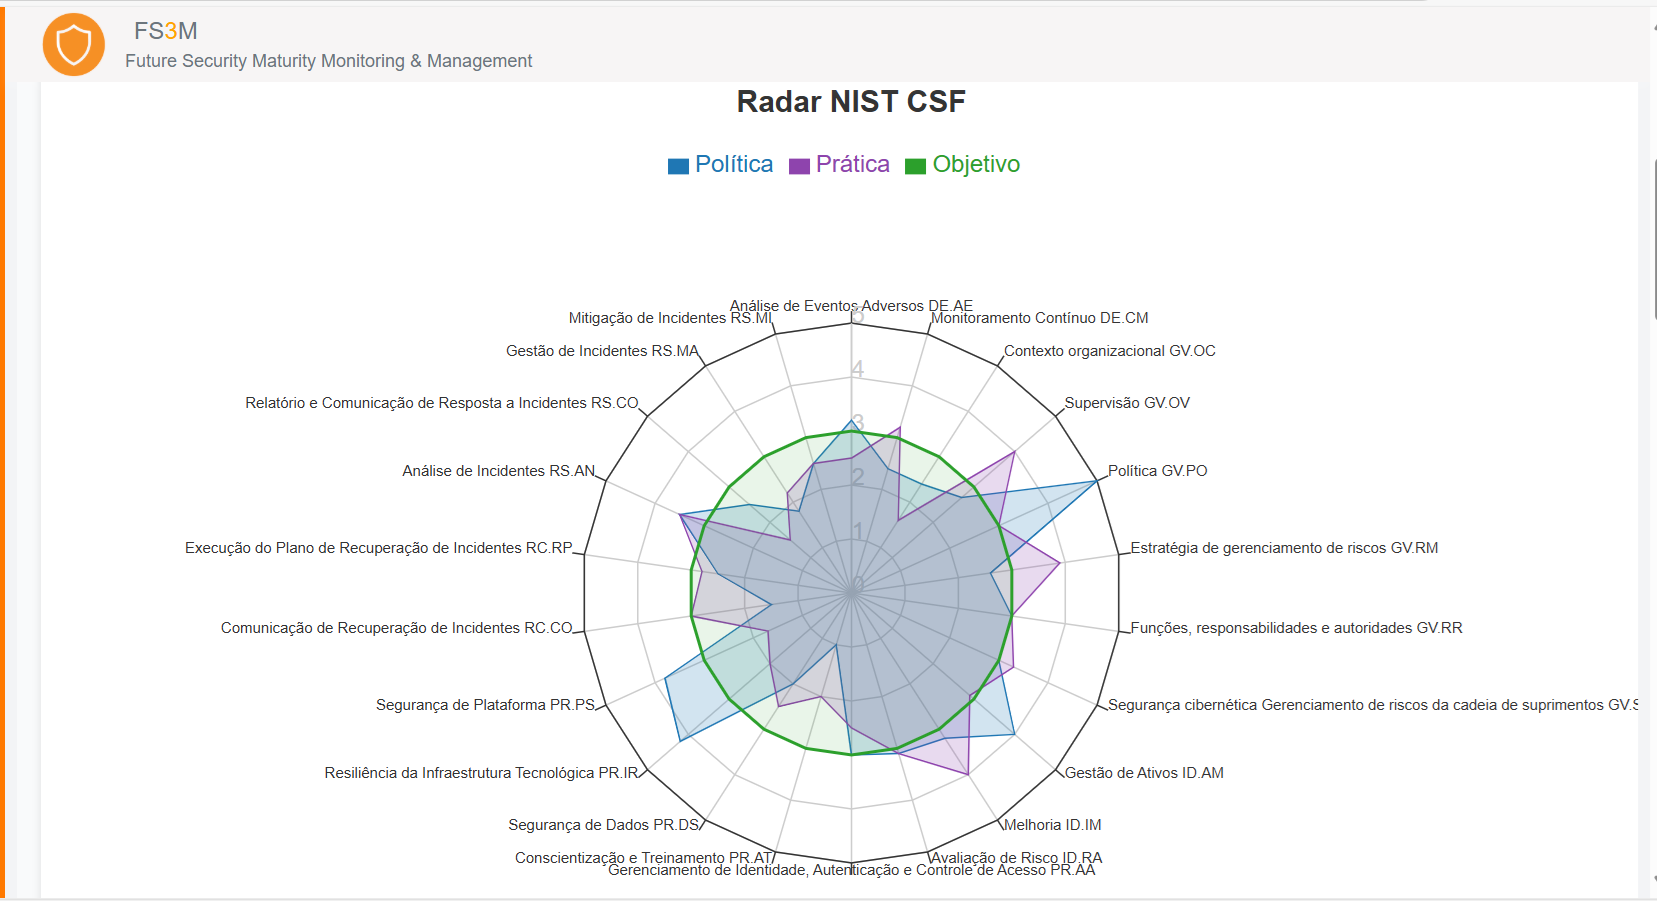 FS3M
Future Security Maturity Monitoring & Management
Radar NIST CSF
Política Prática Objetivo
Análise de Eventos Adversos DE.AE
Mitigação de Incidentes RS.MI
Monitoramento Contínuo DE.CM
5
Gestão de Incidentes RS.MA
Contexto organizacional GV.OC
4
Relatório e Comunicação de Resposta a Incidentes RS.CO
Supervisão GV.OV
3
Análise de Incidentes RS.AN
Política GV.PO
2
1
Execução do Plano de Recuperação de Incidentes RC.RP
Estratégia de gerenciamento de riscos GV.RM
0
Comunicação de Recuperação de Incidentes RC.CO
Funções, responsabilidades e autoridades GV.RR
Segurança de Plataforma PR.PS
Segurança cibernética Gerenciamento de riscos da cadeia de suprimentos GV.S
Resiliência da Infraestrutura Tecnológica PR.IR
Gestão de Ativos ID.AM
Segurança de Dados PR.DS
Melhoria ID.IM
Conscientização e Treinamento PR.AT
Avaliação de Risco ID.RA
Gerenciamento de Identidade, Autenticação e Controle de Acesso PR.AA